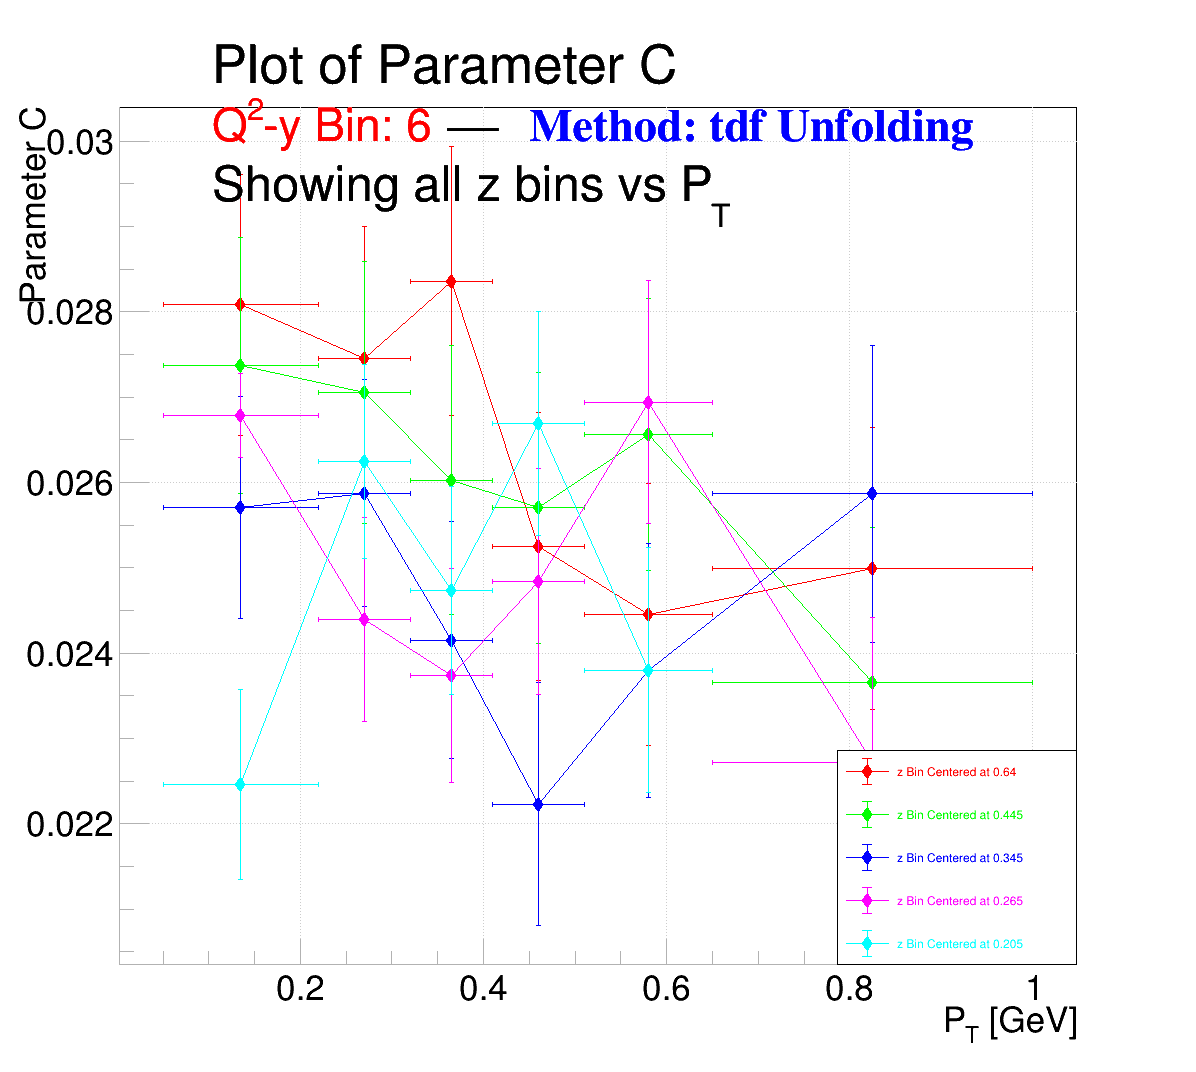 Plot of Parameter C
Q²-y Bin: 6 — Method: tdf Unfolding
Showing all z bins vs P_T
Parameter C
0.03
0.028
0.026
0.024
0.022
0.2 0.4 0.6 0.8 1
P_T [GeV]
z Bin Centered at 0.64
z Bin Centered at 0.445
z Bin Centered at 0.345
z Bin Centered at 0.265
z Bin Centered at 0.205